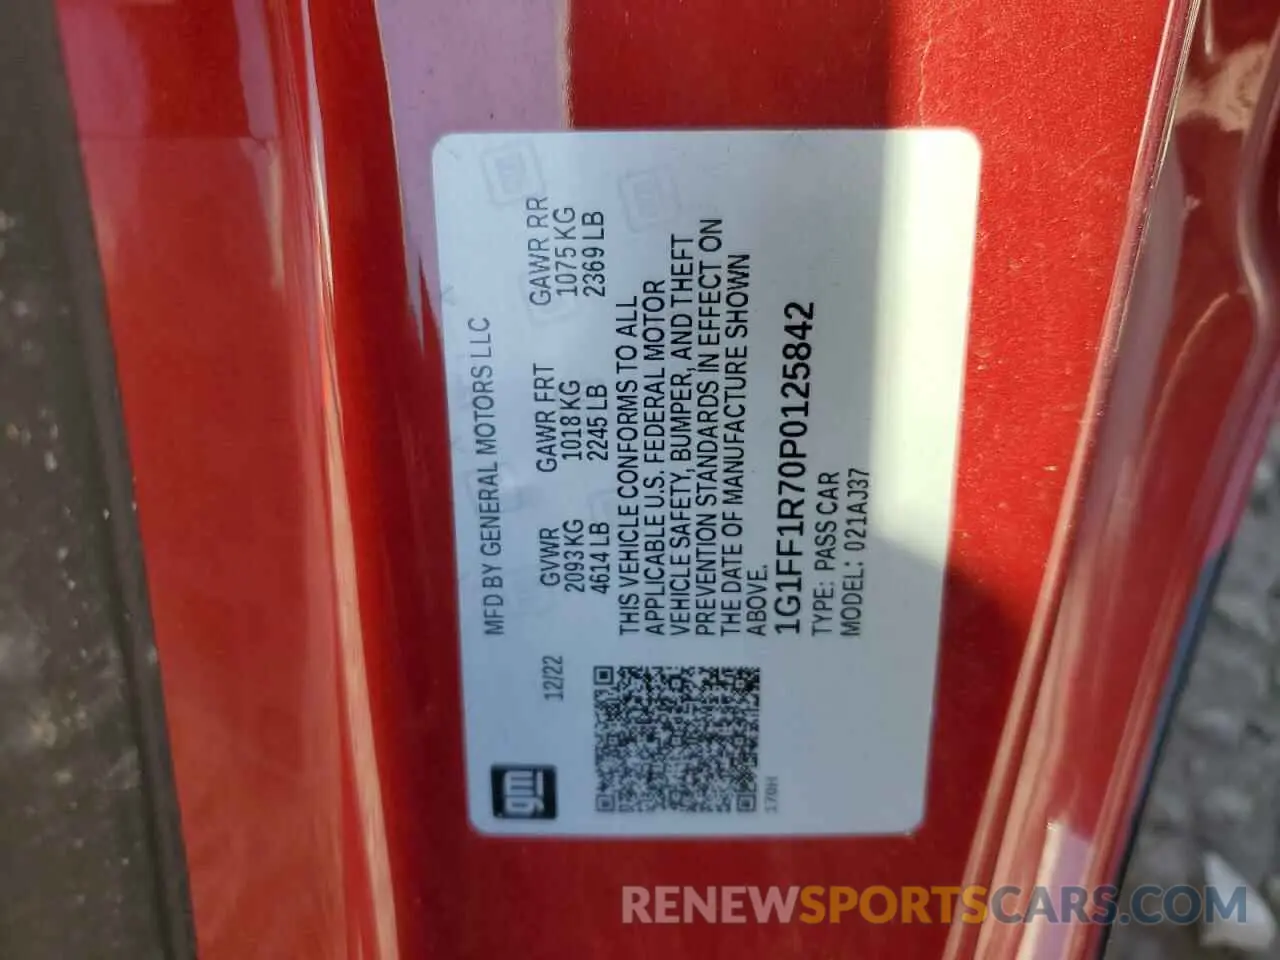 MFD BY GENERAL MOTORS LLC
12/22
GVWR GAWR FRT GAWR RR
2093 KG 1018 KG 1075 KG
4614 LB 2245 LB 2369 LB
THIS VEHICLE CONFORMS TO ALL
APPLICABLE U.S. FEDERAL MOTOR
VEHICLE SAFETY, BUMPER, AND THEFT
PREVENTION STANDARDS IN EFFECT ON
THE DATE OF MANUFACTURE SHOWN
ABOVE.
1G1FF1R70P0125842
TYPE: PASS CAR
MODEL: 021AJ37
gm
170H
RENEWSPORTSCARS.COM